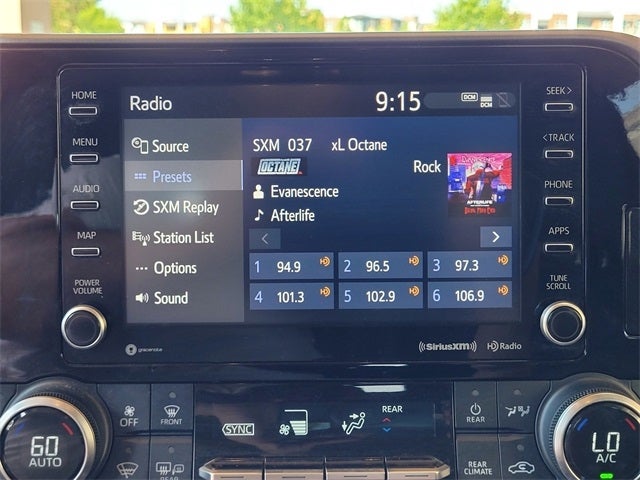 HOME
MENU
AUDIO
MAP
POWER
VOLUME
Radio
9:15
DCM
DCM
Source
Presets
SXM Replay
Station List
Options
Sound
SXM 037 xL Octane
OCTANE
Rock
Evanescence
Afterlife
AFTERLIFE
<
>
1 94.9
2 96.5
3 97.3
4 101.3
5 102.9
6 106.9
gracenote
((SiriusXM))
HD Radio
SEEK >
< TRACK
PHONE
APPS
TUNE
SCROLL
60
AUTO
OFF
FRONT
REAR
SYNC
REAR
REAR
REAR
CLIMATE
LO
A/C